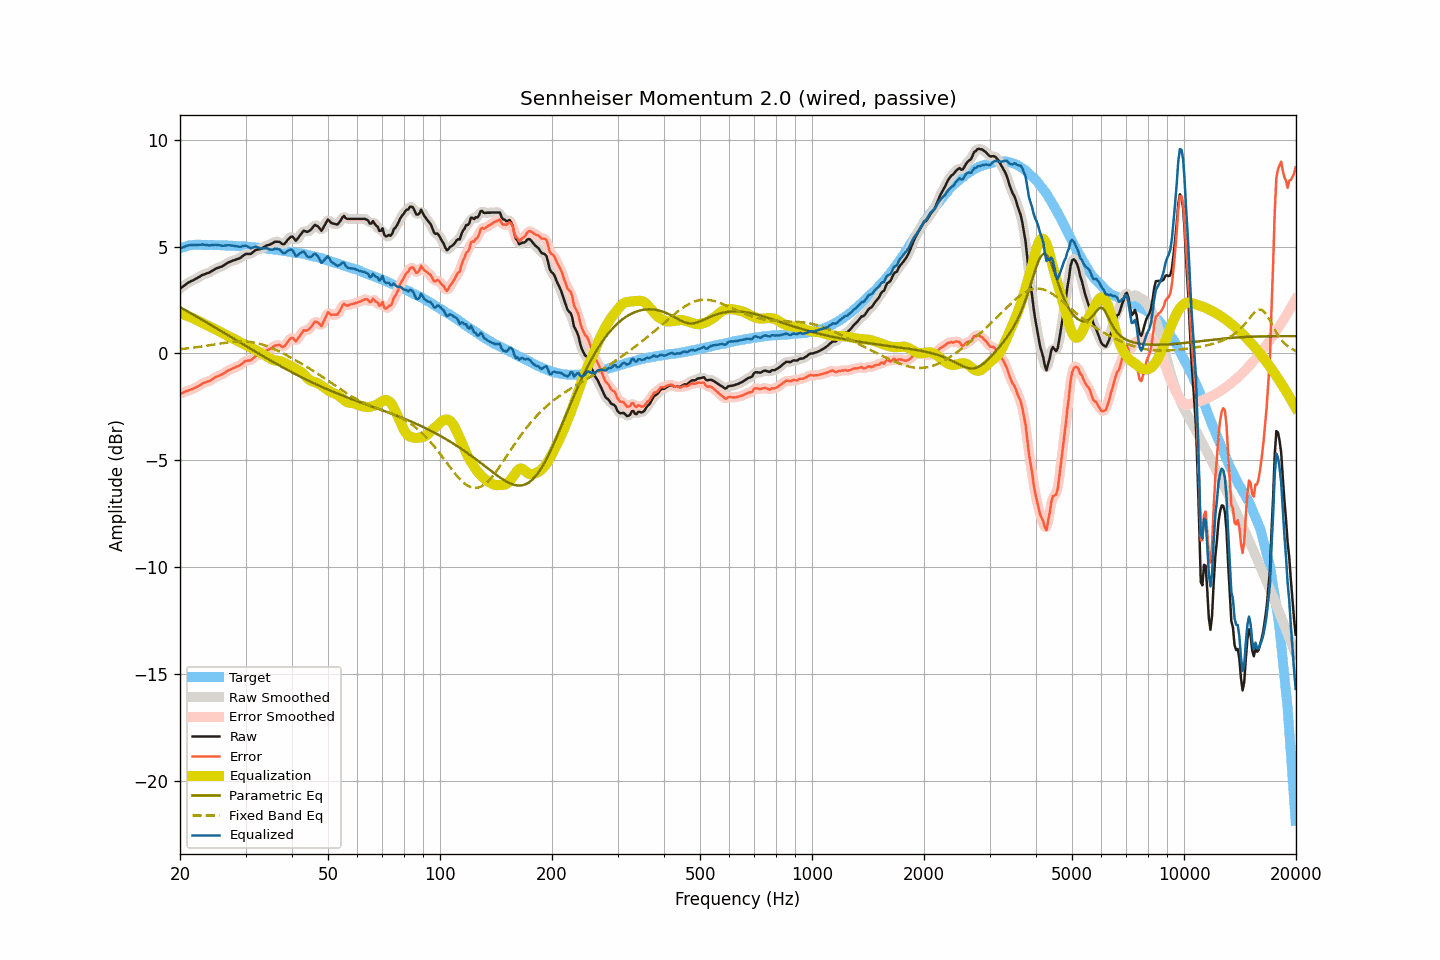 Sennheiser Momentum 2.0 (wired, passive)
Amplitude (dBr)
10
5
0
−5
−10
−15
−20
Target
Raw Smoothed
Error Smoothed
Raw
Error
Equalization
Parametric Eq
Fixed Band Eq
Equalized
20 50 100 200 500 1000 2000 5000 10000 20000
Frequency (Hz)